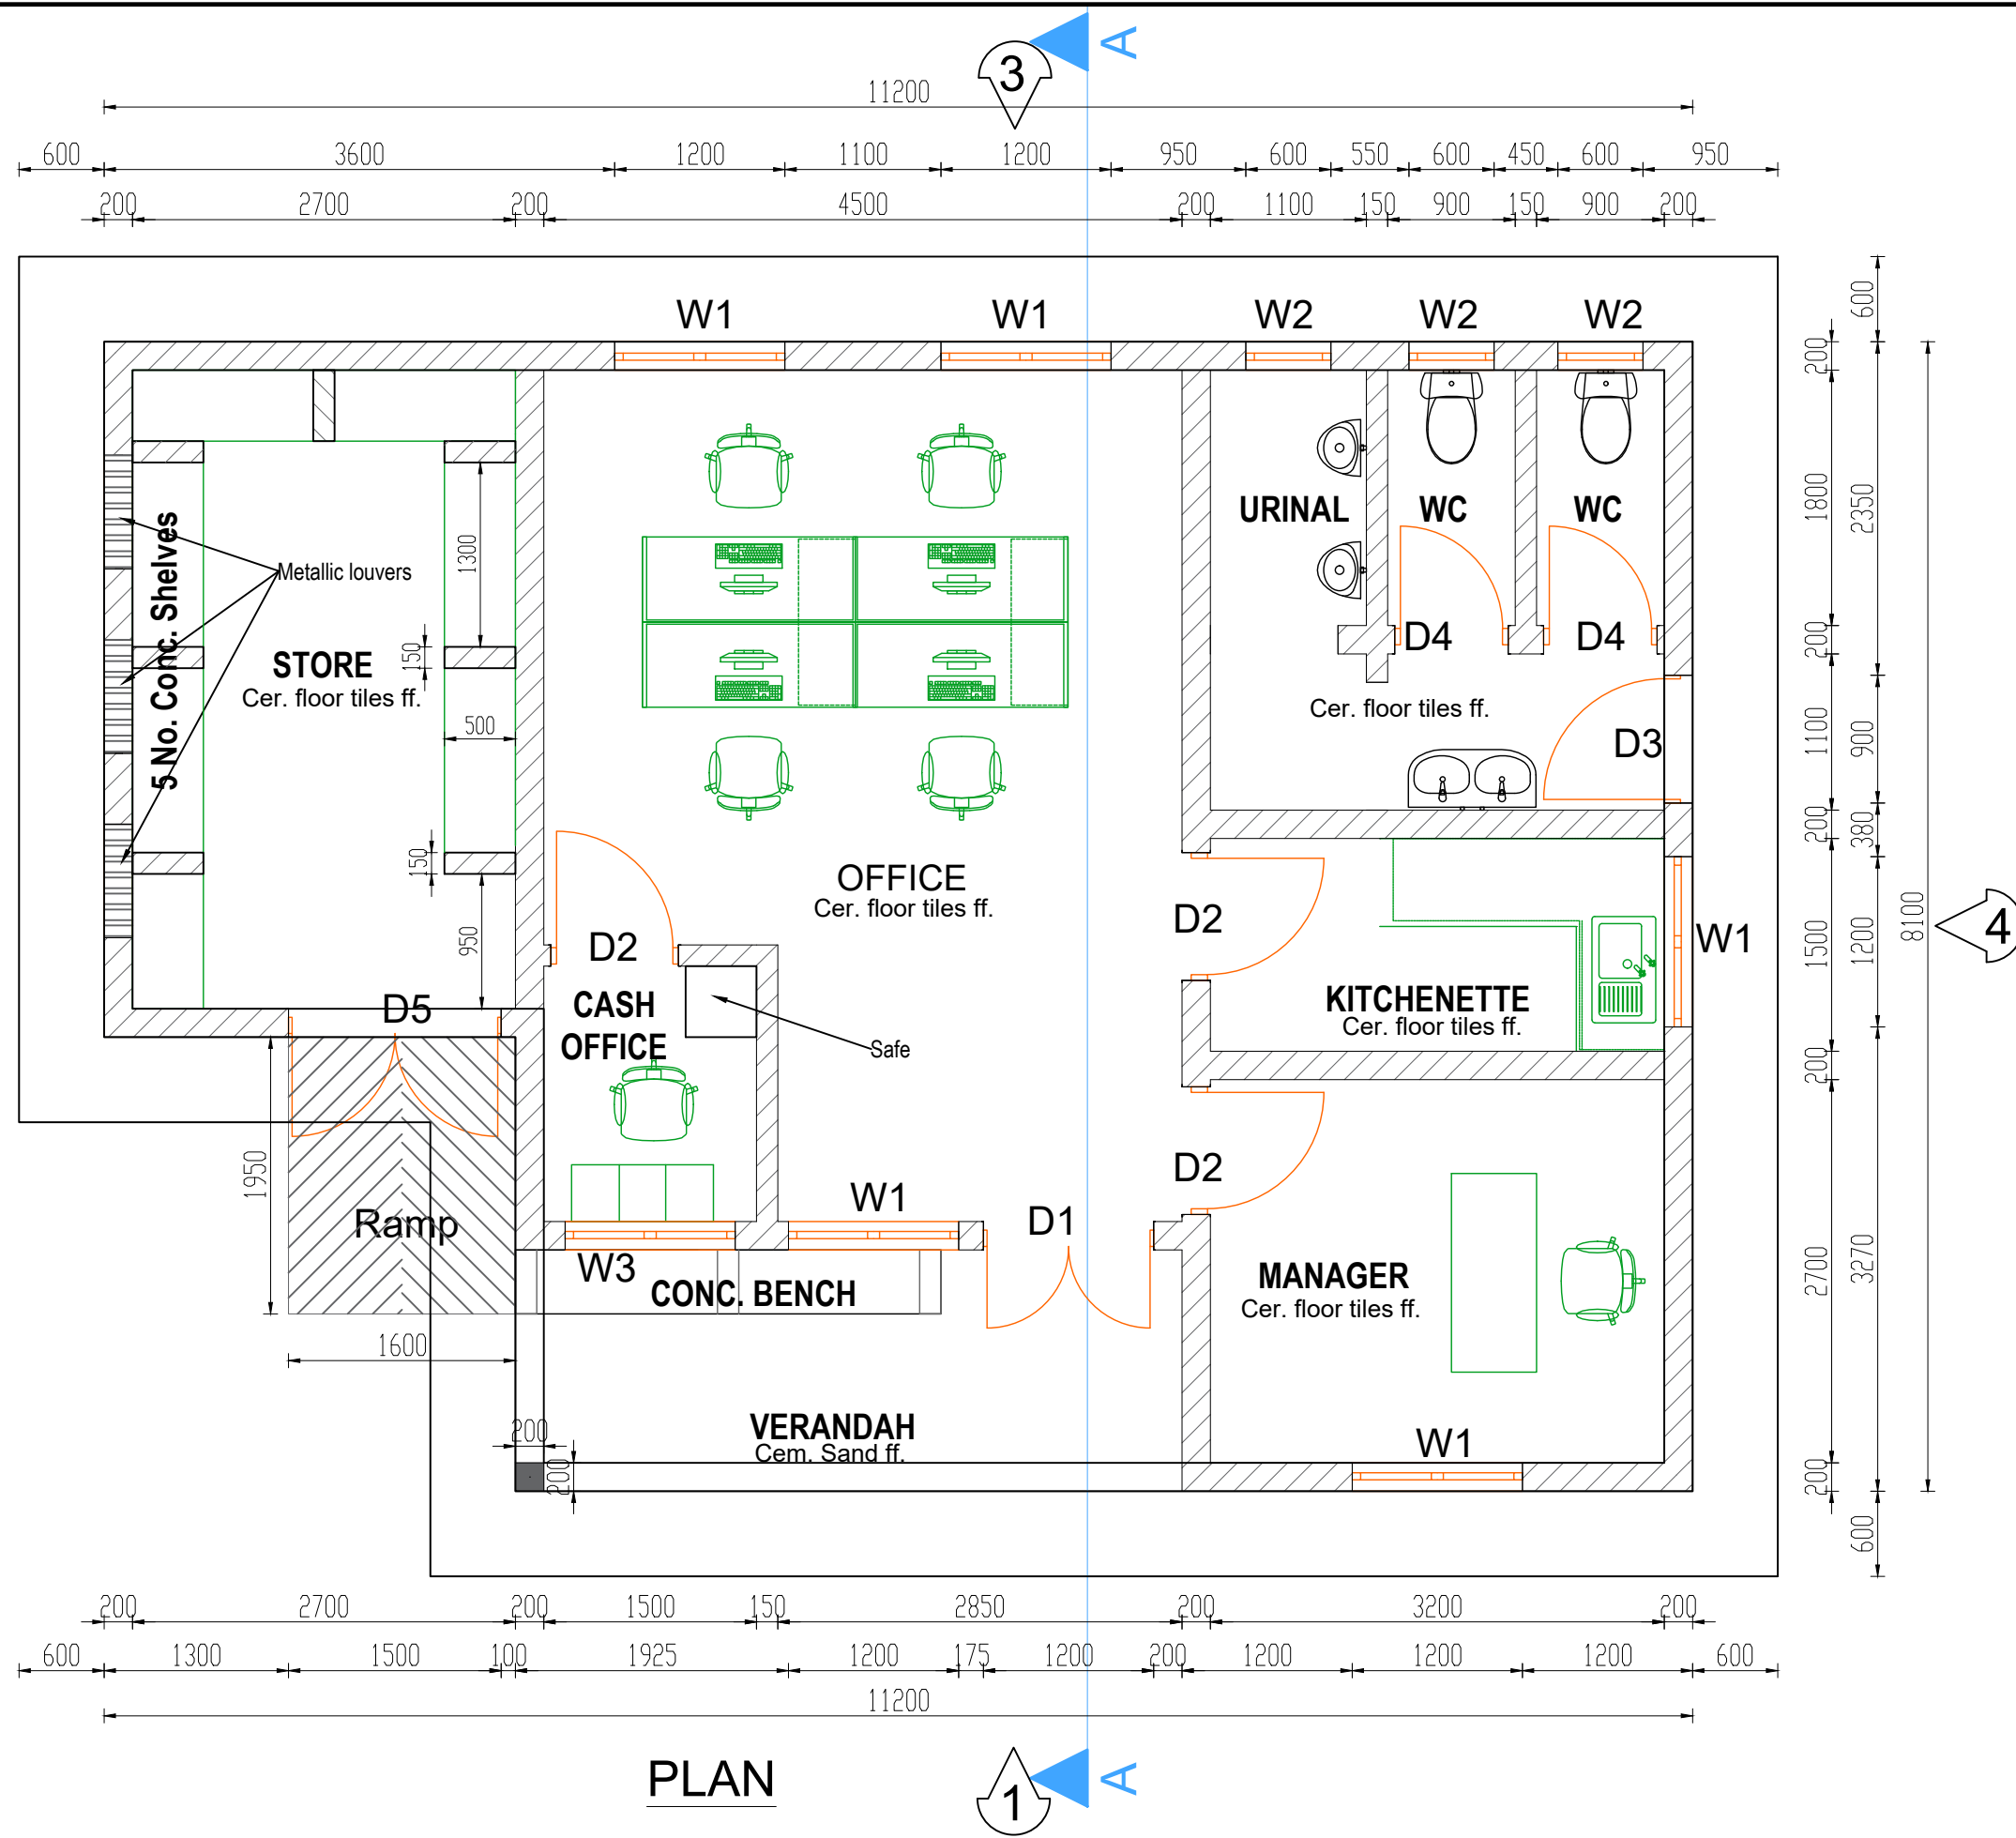 A
3
11200
600 3600 1200 1100 1200 950 600 550 600 450 600 950
200 2700 200 4500 200 1100 150 900 150 900 200
W1 W1 W2 W2 W2
600
200
2350
1800
URINAL WC WC
1300
5 No. Conc. Shelves
Metallic louvers
D4 D4
200
150
STORE
Cer. floor tiles ff.
Cer. floor tiles ff.
500
D3
1100
900
200
380
150
OFFICE
Cer. floor tiles ff.
D2
W1
8100
4
1500
1200
950
D2
D5
CASH
OFFICE
Safe
KITCHENETTE
Cer. floor tiles ff.
200
1950
D2
W1
Ramp
D1
W3
CONC. BENCH
MANAGER
Cer. floor tiles ff.
2700
3270
1600
VERANDAH
Cem. Sand ff.
200
200
W1
200
600
200 2700 200 1500 150 2850 200 3200 200
600 1300 1500 100 1925 1200 175 1200 200 1200 1200 1200 600
11200
PLAN
1
A